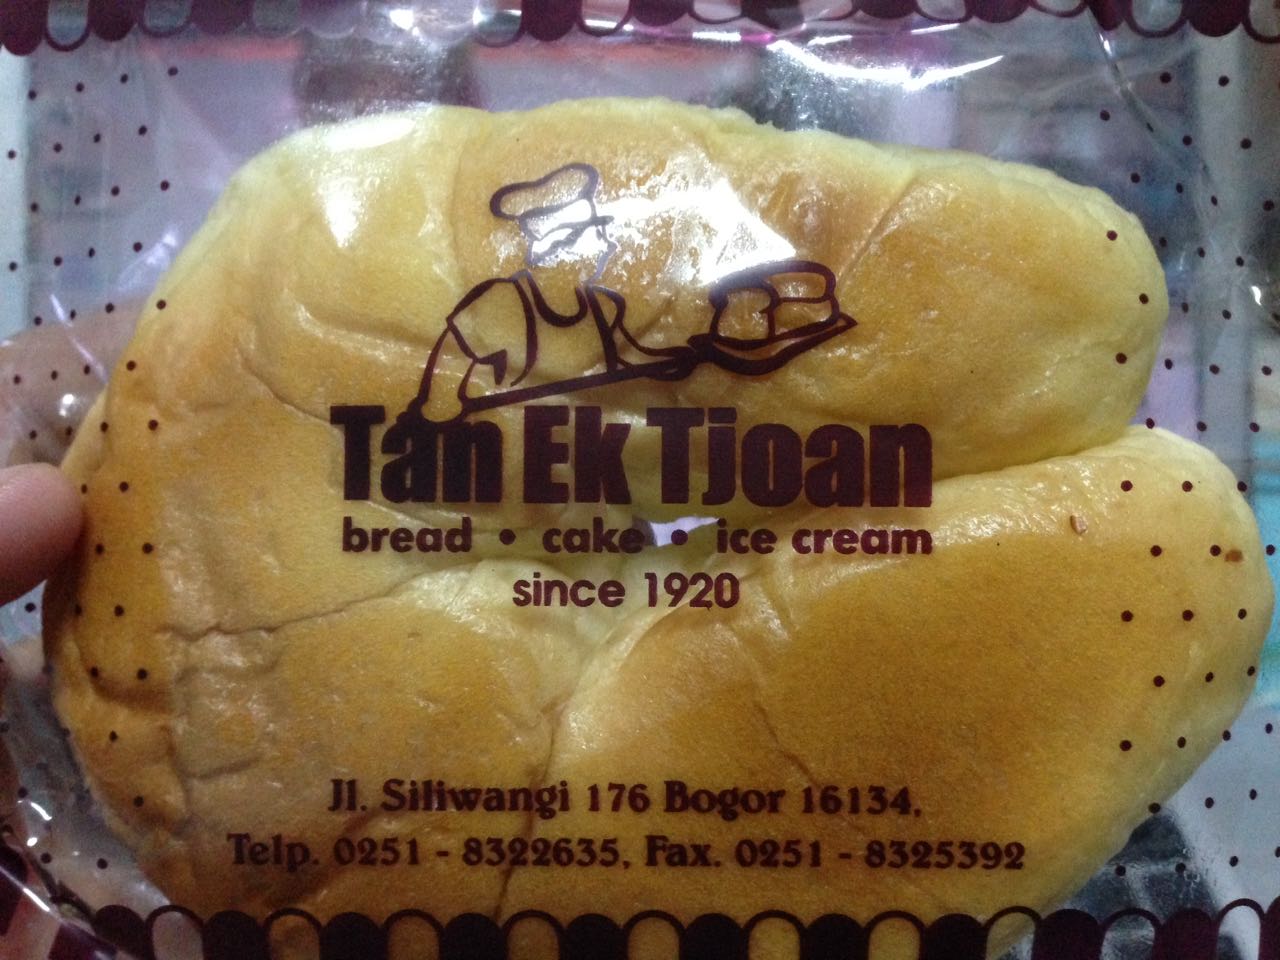 Tan Ek Tjoan
bread • cake • ice cream
since 1920
Jl. Siliwangi 176 Bogor 16134,
Telp. 0251 - 8322635, Fax. 0251 - 8325392